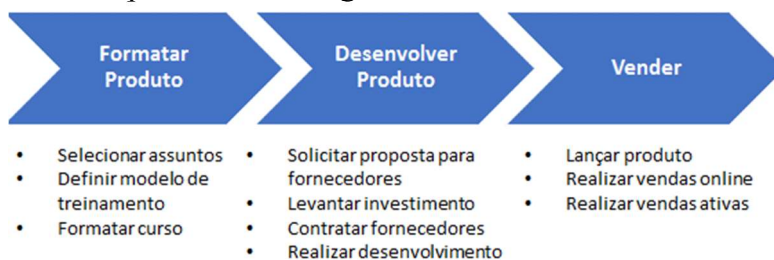 Formatar
Produto
Desenvolver
Produto
Vender
• Selecionar assuntos
• Definir modelo de
treinamento
• Formatar curso
• Solicitar proposta para
fornecedores
• Levantar investimento
• Contratar fornecedores
• Realizar desenvolvimento
• Lançar produto
• Realizar vendas online
• Realizar vendas ativas